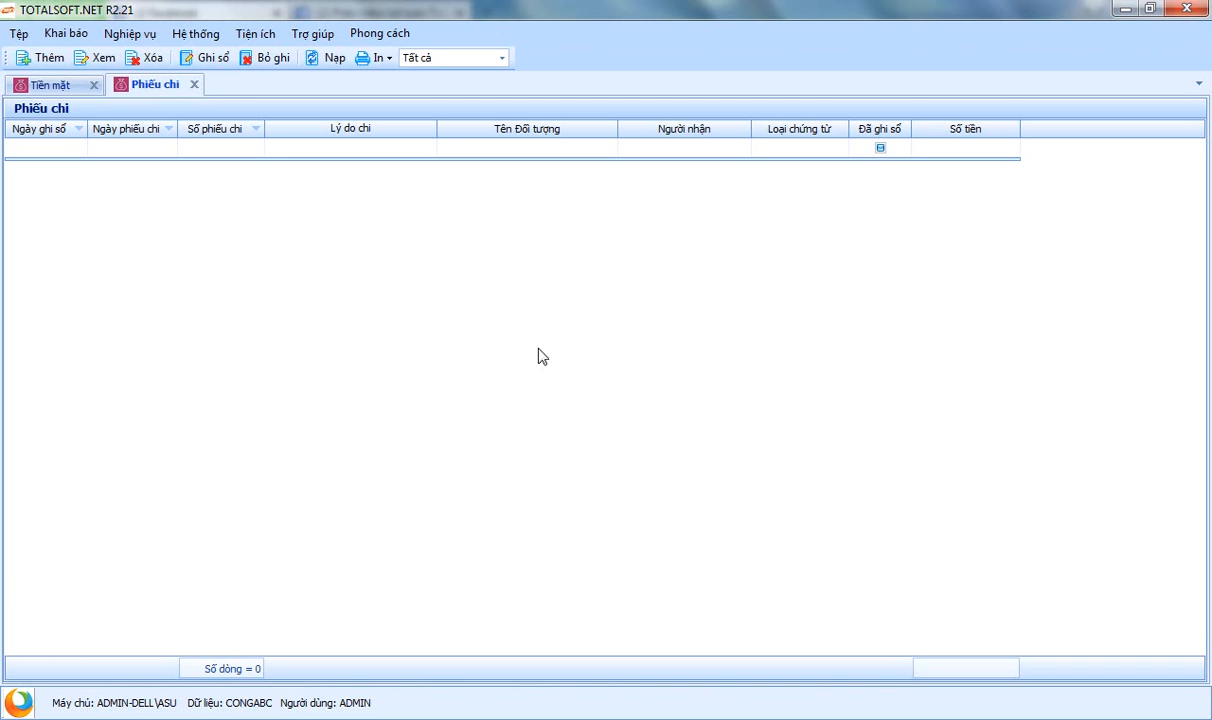 TOTALSOFT.NET R2.21
Tệp Khai báo Nghiệp vụ Hệ thống Tiện ích Trợ giúp Phong cách
Thêm Xem Xóa Ghi sổ Bỏ ghi Nạp In Tất cả
Tiền mặt Phiếu chi
Phiếu chi
Ngày ghi sổ Ngày phiếu chi Số phiếu chi Lý do chi Tên Đối tượng Người nhận Loại chứng từ Đã ghi sổ Số tiền
Số dòng = 0
Máy chủ: ADMIN-DELL\ASU Dữ liệu: CONGABC Người dùng: ADMIN